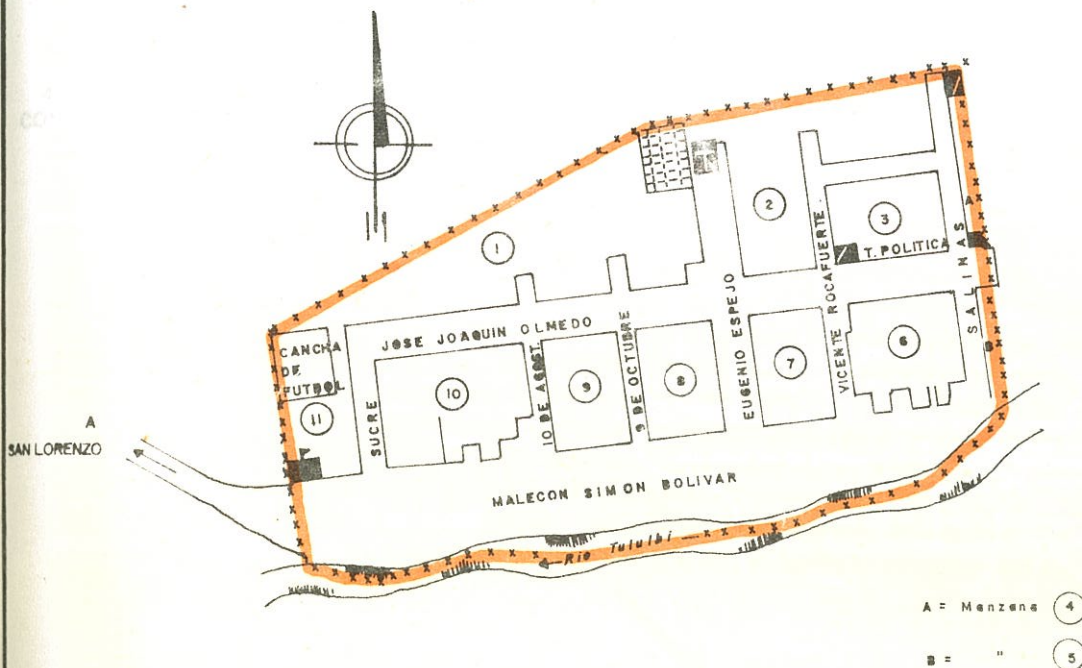 1
2
3
T. POLITICA
A
SALINAS
B
JOSE JOAQUIN OLMEDO
CANCHA
DE
FUTBOL
11
SUCRE
10
10 DE AGOST.
9
9 DE OCTUBRE
8
EUGENIO ESPEJO
7
VICENTE ROCAFUERTE
6
A
SAN LORENZO
MALECON SIMON BOLIVAR
Rio Tululbi
A = Manzana 4
B = " 5